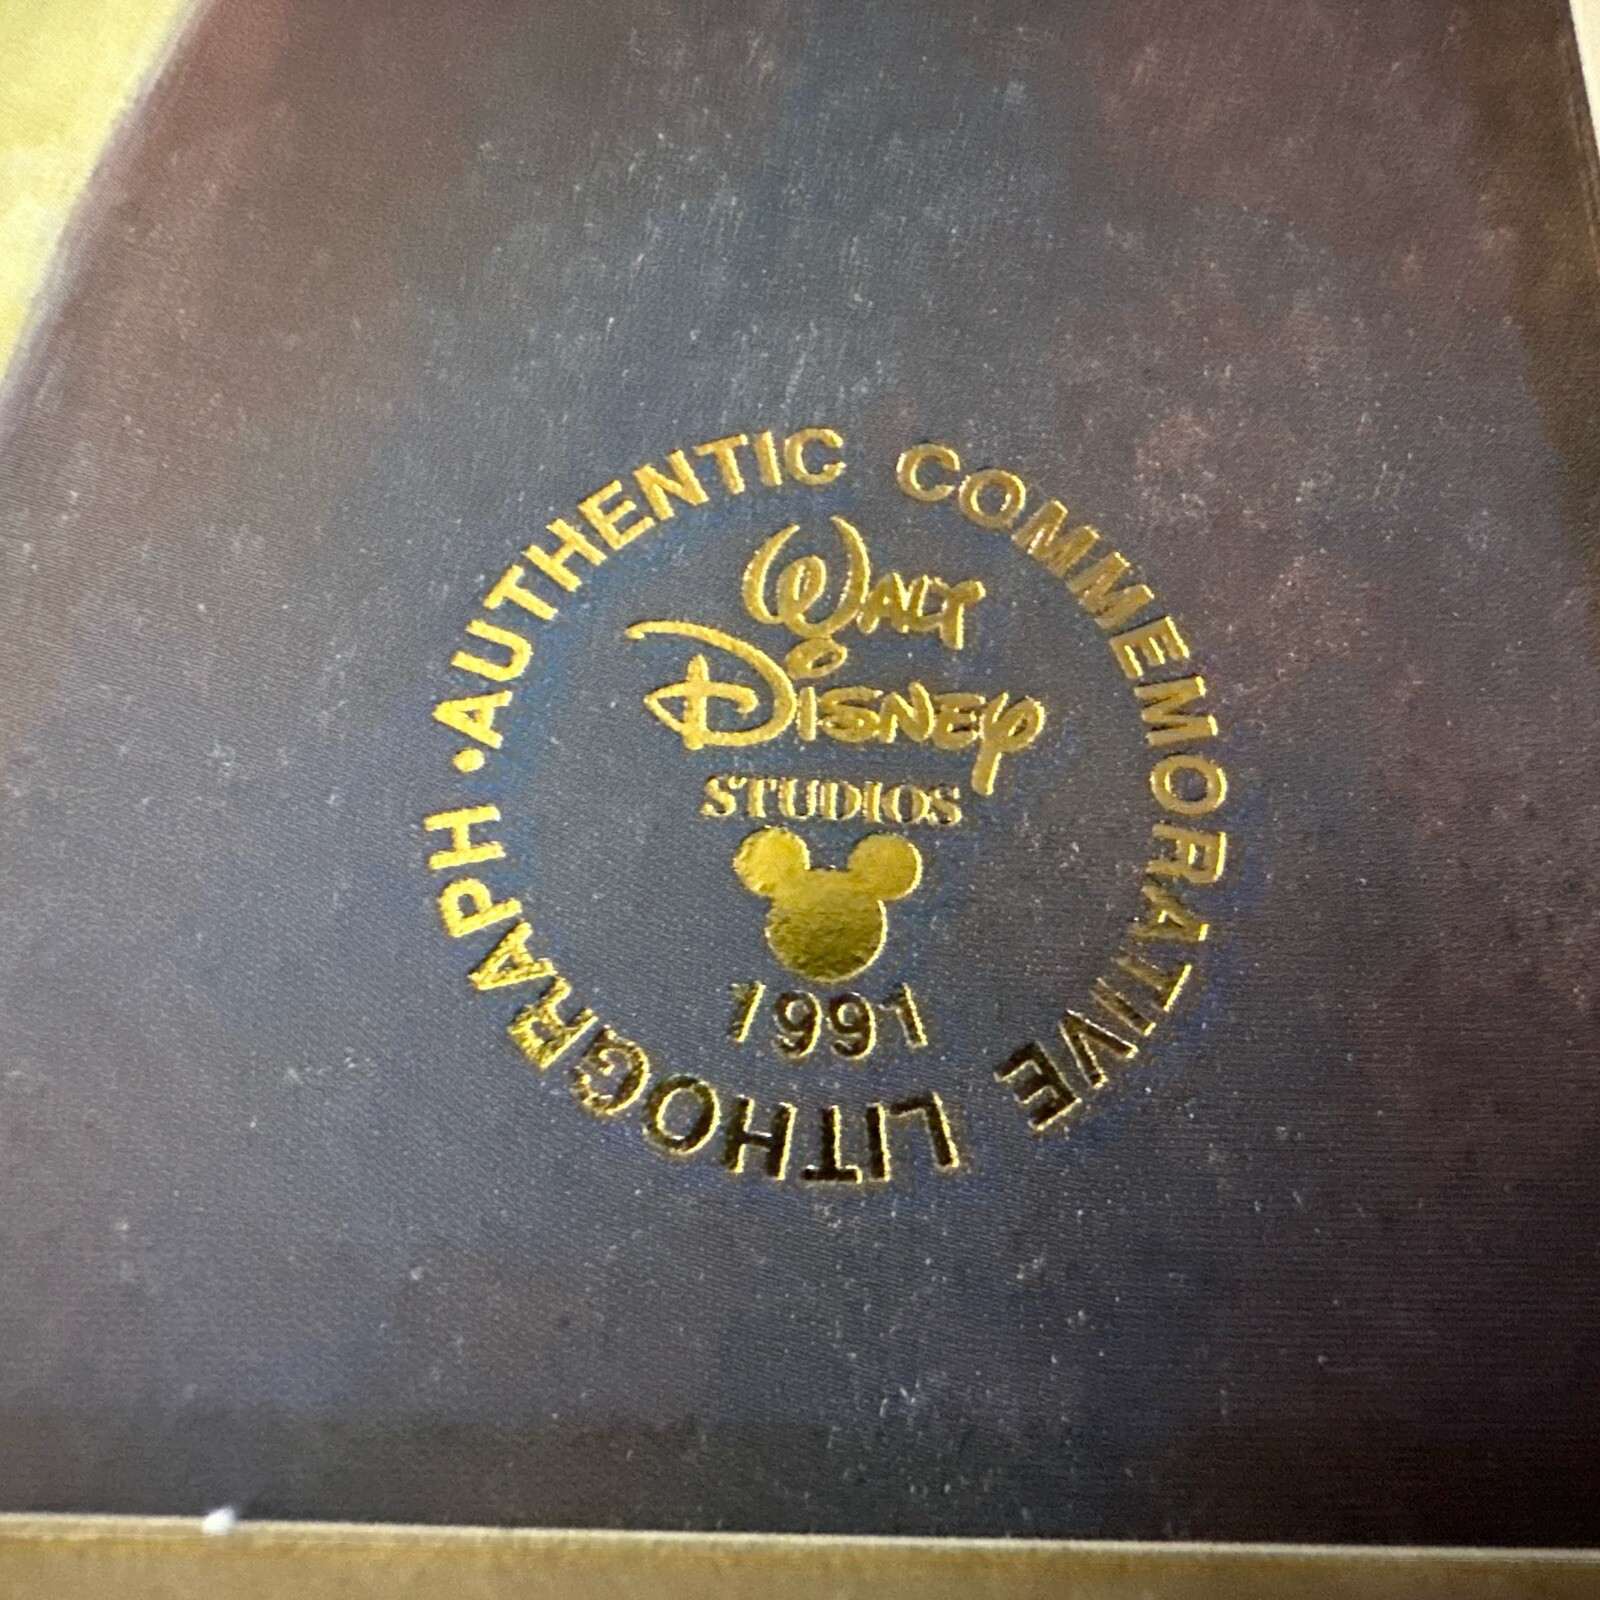 ·AUTHENTIC COMMEMORATIVE LITHOGRAPH
WALT
DISNEY
STUDIOS
1991